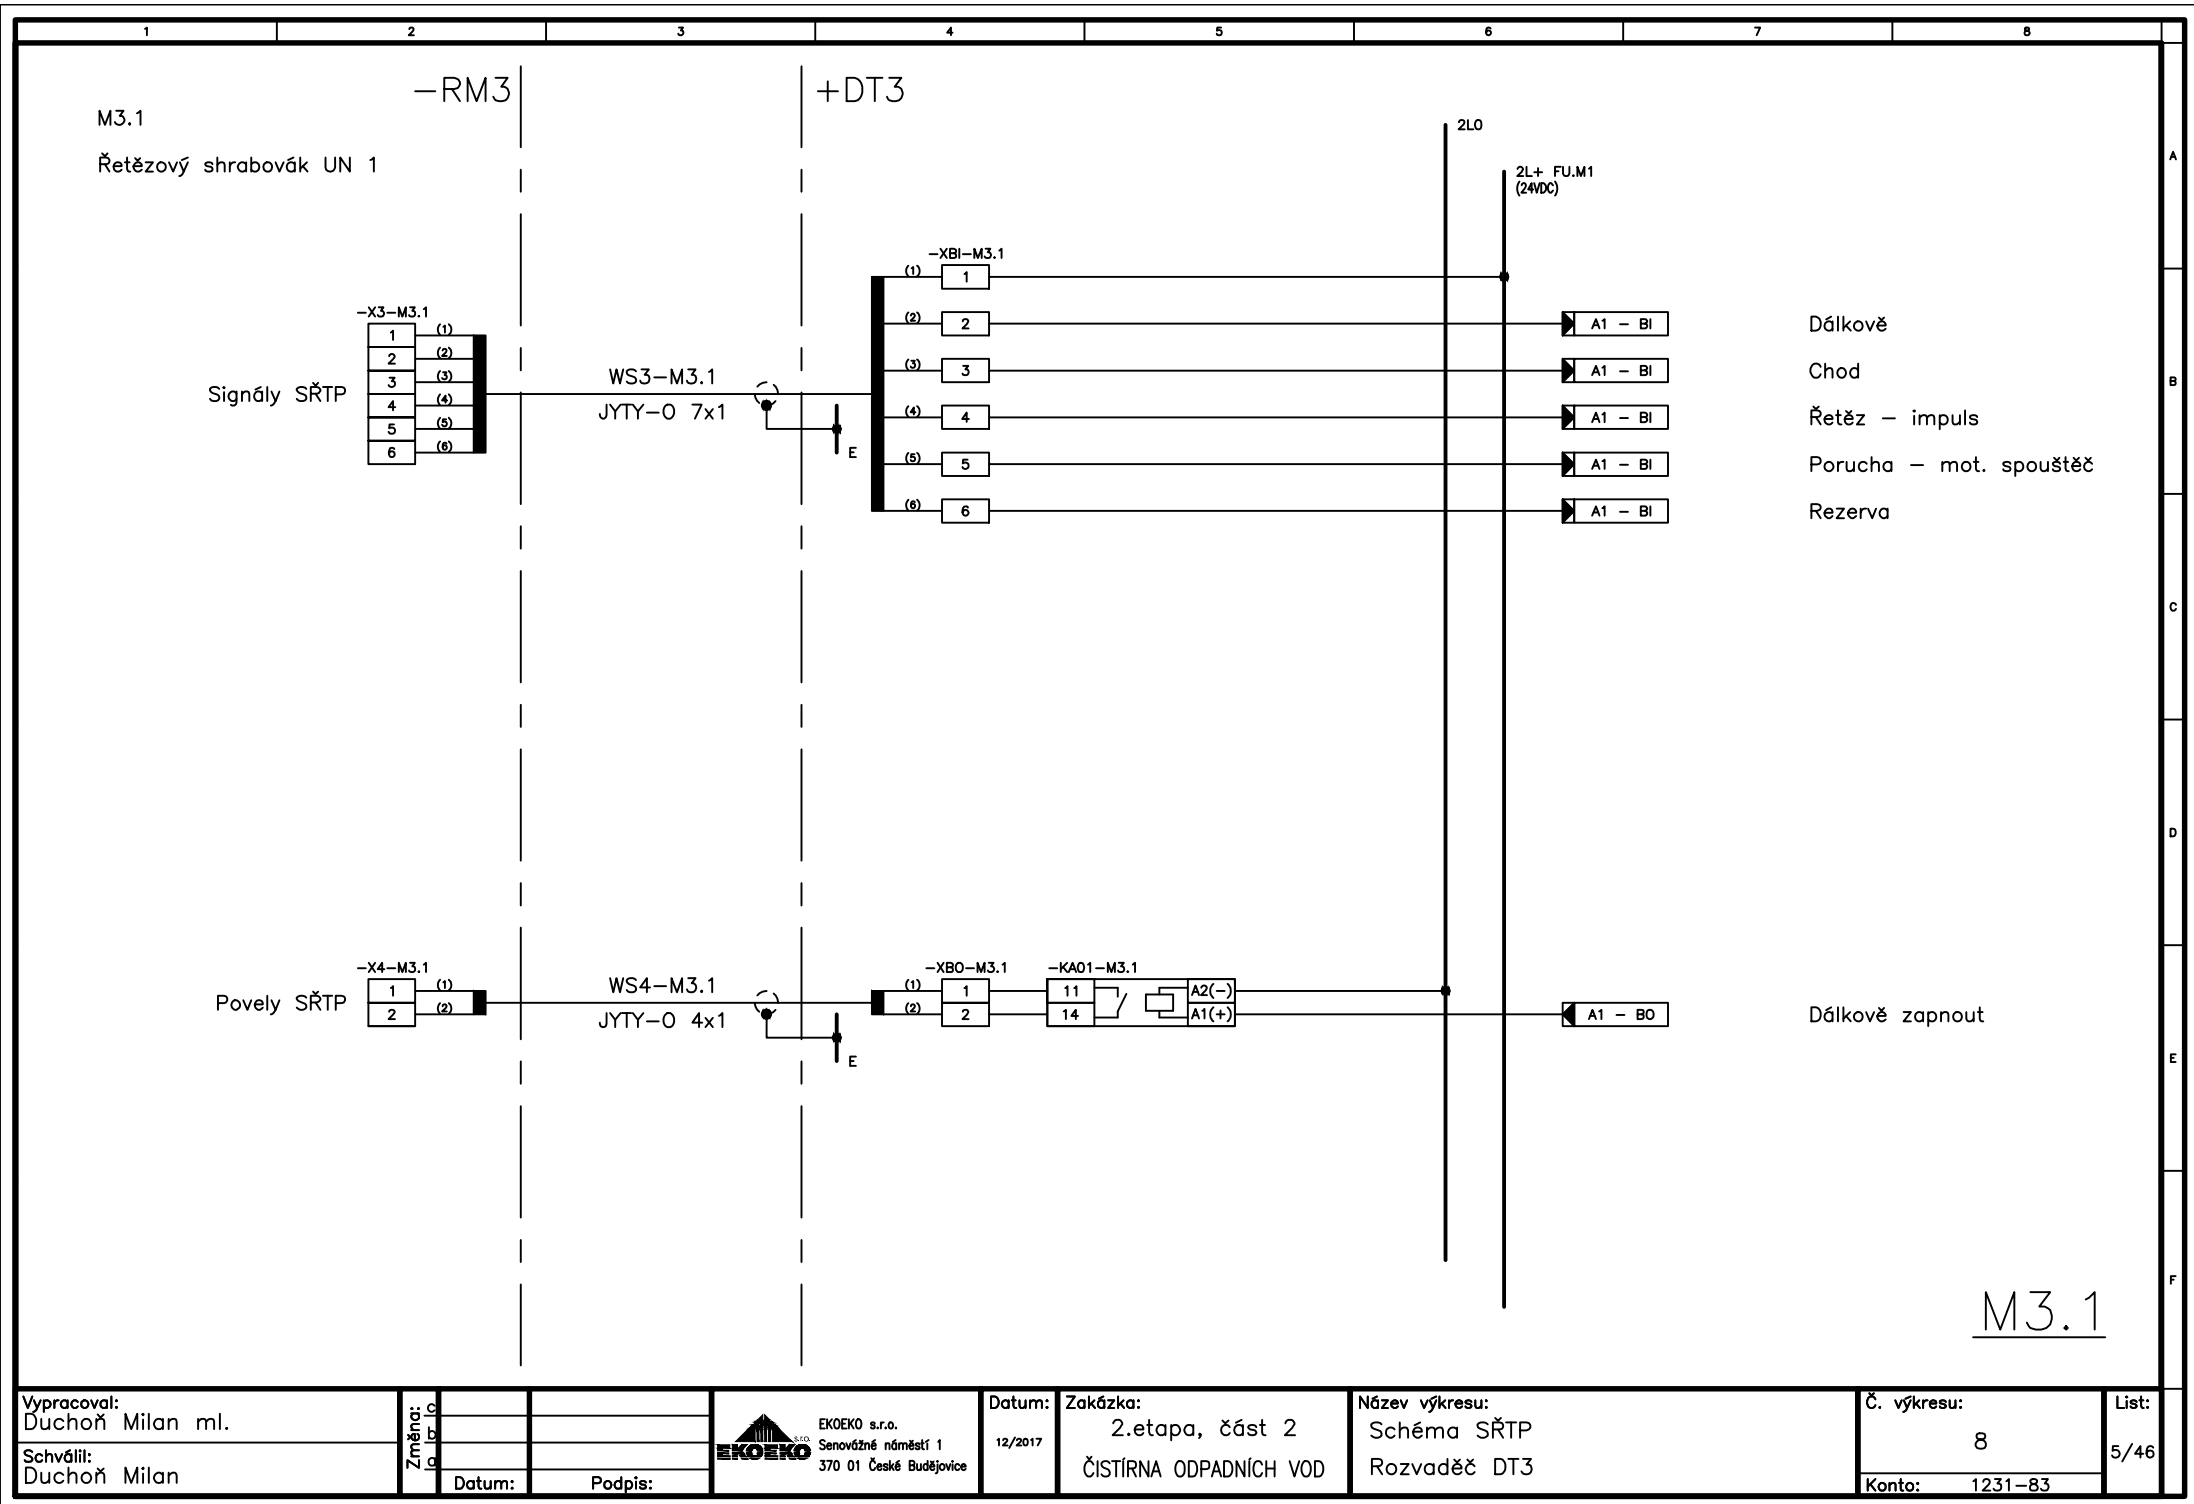 1 2 3 4 5 6 7 8
-RM3
+DT3
M3.1
Řetězový shrabovák UN 1
2L0
2L+ FU.M1
(24VDC)
A
-XBI-M3.1
(1) 1
-X3-M3.1
1 (1)
2 (2)
3 (3)
4 (4)
5 (5)
6 (6)
Signály SŘTP
WS3-M3.1
JYTY-O 7x1
E
(2) 2 A1 - BI Dálkově
(3) 3 A1 - BI Chod
(4) 4 A1 - BI Řetěz - impuls
(5) 5 A1 - BI Porucha - mot. spouštěč
(6) 6 A1 - BI Rezerva
B
C
D
-X4-M3.1
Povely SŘTP
1 (1)
2 (2)
WS4-M3.1
JYTY-O 4x1
E
-XBO-M3.1
(1) 1
(2) 2
-KA01-M3.1
11 A2(-)
14 A1(+)
A1 - BO
Dálkově zapnout
E
F
M3.1
Vypracoval:
Duchoň Milan ml.
Schválil:
Duchoň Milan
Změna:
c
b
a
Datum: Podpis:
EKOEKO s.r.o.
EKOEKO s.r.o.
Senovážné náměstí 1
370 01 České Budějovice
Datum:
12/2017
Zakázka:
2.etapa, část 2
ČISTÍRNA ODPADNÍCH VOD
Název výkresu:
Schéma SŘTP
Rozvaděč DT3
Č. výkresu:
8
Konto: 1231-83
List:
5/46